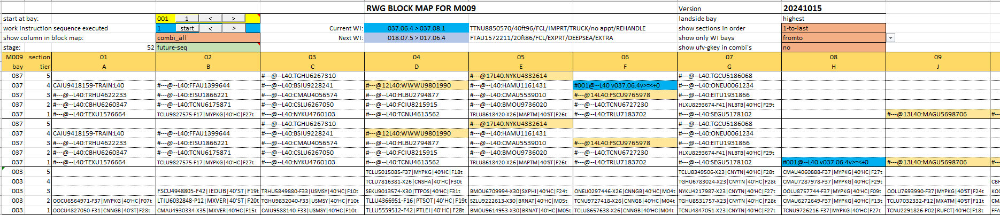 RWG BLOCK MAP FOR M009 Version 20241015
start at bay: 001 1 < > landside bay highest
work instruction sequence executed 1 start < > Current WI: 037.06.4 > 037.08.1 TTNU8850570/40ft96/FCL/IMPRT/TRUCK/no appt/REHANDLE show sections in order 1-to-last
show column in block map: combi_all Next WI: 018.07.5 > 017.06.4 FTAU1572211/20ft86/FCL/EXPRT/DEEPSEA/EXTRA show only WI bays fromto
stage: 52 future-seq show ufv-gkey in combi's no
M009 section 01 02 03 04 05 06 07 08 09
bay tier A B C D E F G H J
037 5 #---@--L40:TGHU6267310 #---@17L40:NYKU4332614 #---@--L40:TGCU5186068
037 4 CAIU9418159-TRAIN:L40 #---@--L40:FFAU1399644 #---@--L40:BSIU9228241 #---@12L40:WWWU9801990 #---@--L40:HAMU1161431 #001@--L40 v037.06.4v>=<+0 #---@--L40:ONEU0061234
037 3 #---@--L40:TRHU4622233 #---@--L40:EISU1866221 #---@--L40:CMAU4056574 #---@--L40:HLBU2794877 #---@--L40:CMAU5539010 #---@14L40:FSCU9765978 #---@--L40:EITU1931866
037 2 #---@--L40:CBHU6260347 #---@--L40:TCNU6175871 #---@--L40:CSLU6267050 #---@--L40:FCIU8215915 #---@--L40:BMOU9736020 #---@--L40:TCNU6727230 HLXU8293674-F41|NLBTB|40'HC|F29t
037 1 #---@--L40:TEXU1576664 TCLU9827575-F17|MYPKG|40'HC|F27t #---@--L40:NYKU4760103 #---@--L40:TCNU4613562 TRLU8618420-X26|MAPTM|40'ST|F26t #---@--L40:TRLU7183702 #---@--L40:SEGU5178102 #---@13L40:MAGU5698706 #---
037 5 #---@--L40:TGHU6267310 #---@17L40:NYKU4332614 #---@--L40:TGCU5186068
037 4 CAIU9418159-TRAIN:L40 #---@--L40:FFAU1399644 #---@--L40:BSIU9228241 #---@12L40:WWWU9801990 #---@--L40:HAMU1161431 #---@--L40:ONEU0061234
037 3 #---@--L40:TRHU4622233 #---@--L40:EISU1866221 #---@--L40:CMAU4056574 #---@--L40:HLBU2794877 #---@--L40:CMAU5539010 #---@14L40:FSCU9765978 #---@--L40:EITU1931866
037 2 #---@--L40:CBHU6260347 #---@--L40:TCNU6175871 #---@--L40:CSLU6267050 #---@--L40:FCIU8215915 #---@--L40:BMOU9736020 #---@--L40:TCNU6727230 HLXU8293674-F41|NLBTB|40'HC|F29t
037 1 #---@--L40:TEXU1576664 TCLU9827575-F17|MYPKG|40'HC|F27t #---@--L40:NYKU4760103 #---@--L40:TCNU4613562 TRLU8618420-X26|MAPTM|40'ST|F26t #---@--L40:TRLU7183702 #---@--L40:SEGU5178102 #001@--L40 v037.06.4v>=<+0 #---@13L40:MAGU5698706 #---
003 5 TCLU5015085-F37|MYPKG|40'HC|F18t TCLU8349506-X23|CNYTN|40'HC|F28t CMAU4060888-F37|MYPKG|40'HC|F27t
003 4 TCLU7816381-X26|CNSHA|40'HC|F30t TGHU6783024-X23|CNYTN|40'HC|F28t CMAU7287978-F37|MYPKG|40'HC|F27t CBH
003 3 FSCU4948805-F42|IEDUB|40'ST|F19t TRHU5849880-F33|USMSY|40'HC|F10t SEKU9013574-X30|TTPOS|40'HC|F31t BMOU6709994-X30|SXPHI|40'HC|F24t ONEU0297446-X26|CNNGB|40'HC|M04t NYKU4217987-X23|CNYTN|40'HC|F27t OOLU8757744-F37|MYPKG|40'HC|F09t OOLU7693990-F37|MYPKG|40'ST|F24t KOC
003 2 OOCU6564971-F37|MYPKG|40'HC|F07t LTIU6032848-P12|MXVER|40'ST|F20t TGHU9832040-F33|USMSY|40'HC|F10t TLLU4366951-F16|PTSOT|40'HC|F19t SZLU9222613-X30|BRNAT|40'HC|M05t TCNU9727418-X26|CNNGB|40'HC|M04t TGHU8531757-X23|CNYTN|40'HC|F28t CMAU6272649-F37|MYPKG|40'HC|F13t TCLU7032332-P12|MXATM|40'ST|F11t CMA
003 1 OOCU4827050-F31|CNNGB|40'ST|F28t CMAU4930334-X35|MXVER|40'HC|F15t CAIU9588140-F33|USMSY|40'HC|F10t TLLU5559512-F42|PTLEI|40'HC|F28t BMOU9614953-X30|BRNAT|40'HC|M05t TCLU8657638-X26|CNNGB|40'HC|M04t TCNU4847051-X23|CNYTN|40'HC|F27t TCNU9726216-F37|MYPKG|40'HC|F27t TCNU2291826-P02|RUFCT|40'HC|F18t FFA